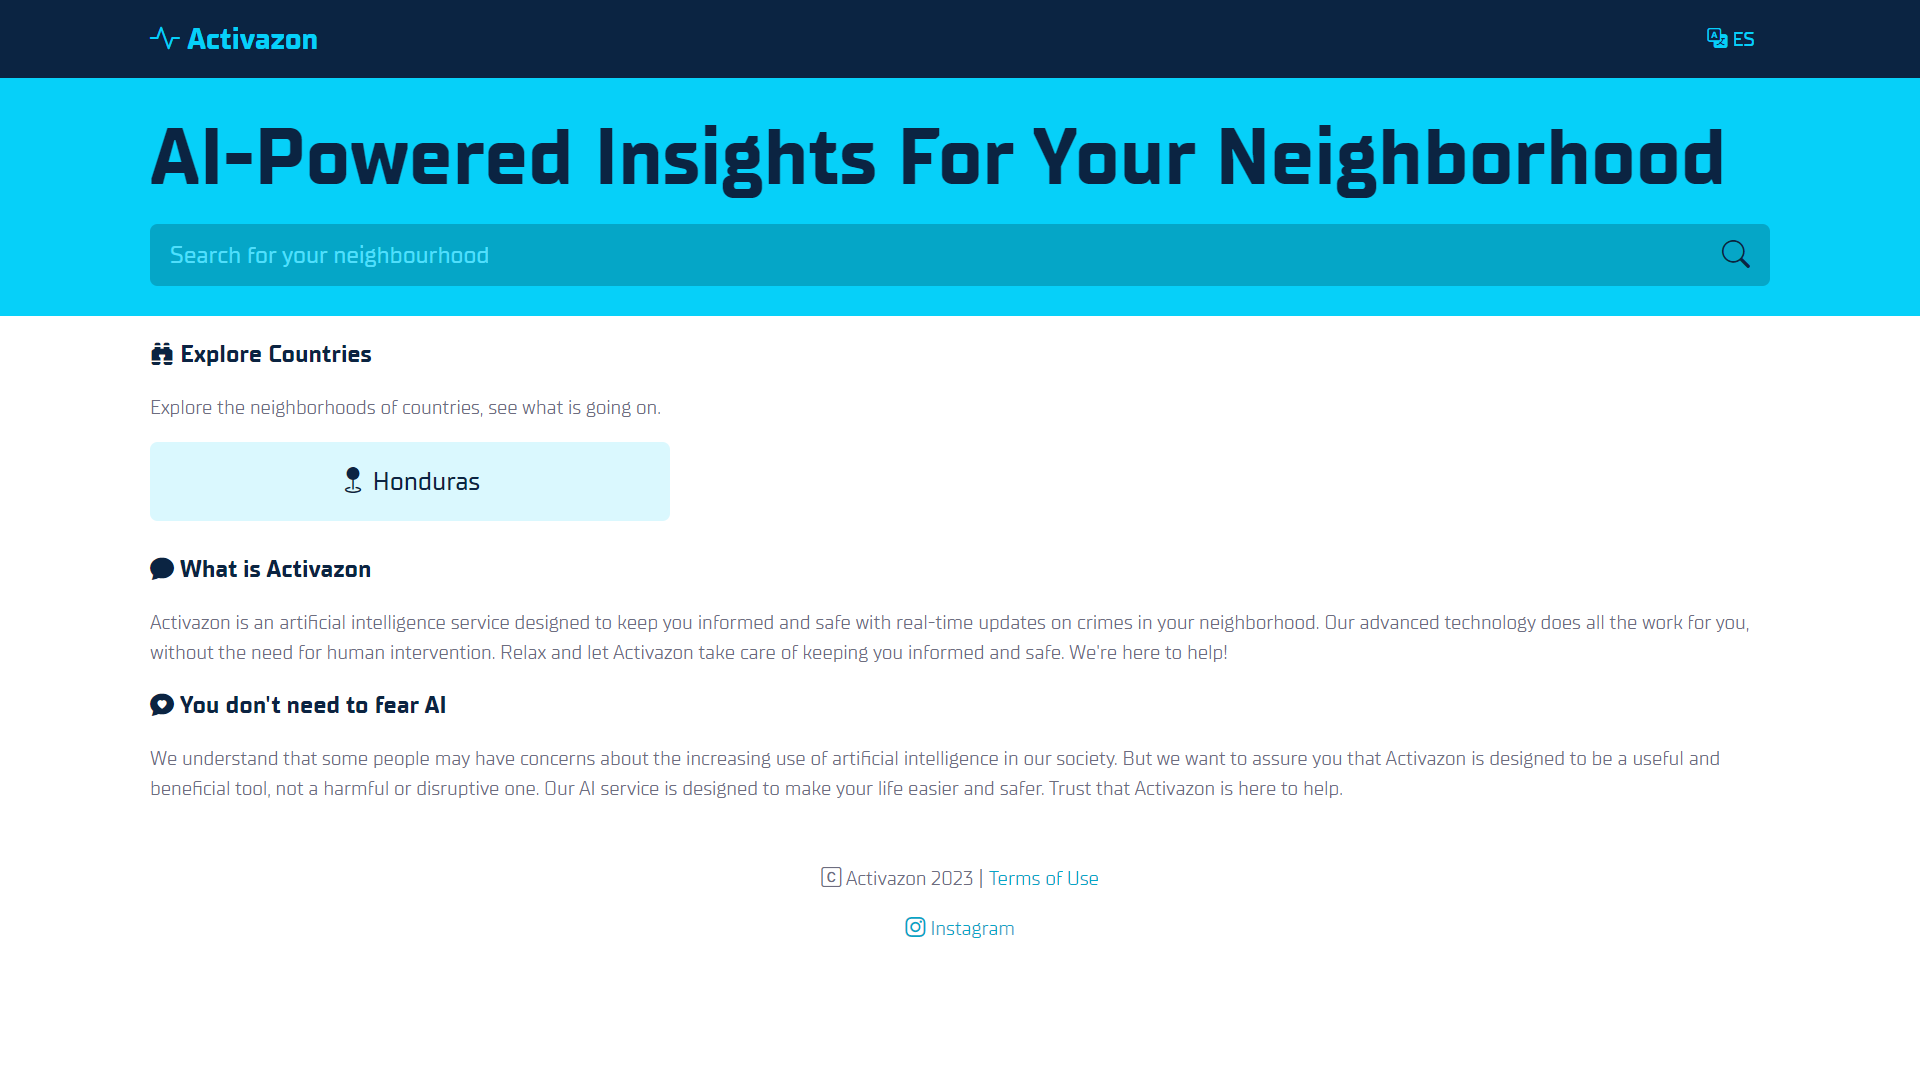 Activazon
ES
AI-Powered Insights For Your Neighborhood
Search for your neighbourhood
Explore Countries
Explore the neighborhoods of countries, see what is going on.
Honduras
What is Activazon
Activazon is an artificial intelligence service designed to keep you informed and safe with real-time updates on crimes in your neighborhood. Our advanced technology does all the work for you,
without the need for human intervention. Relax and let Activazon take care of keeping you informed and safe. We're here to help!
You don't need to fear AI
We understand that some people may have concerns about the increasing use of artificial intelligence in our society. But we want to assure you that Activazon is designed to be a useful and
beneficial tool, not a harmful or disruptive one. Our AI service is designed to make your life easier and safer. Trust that Activazon is here to help.
C Activazon 2023 | Terms of Use
Instagram